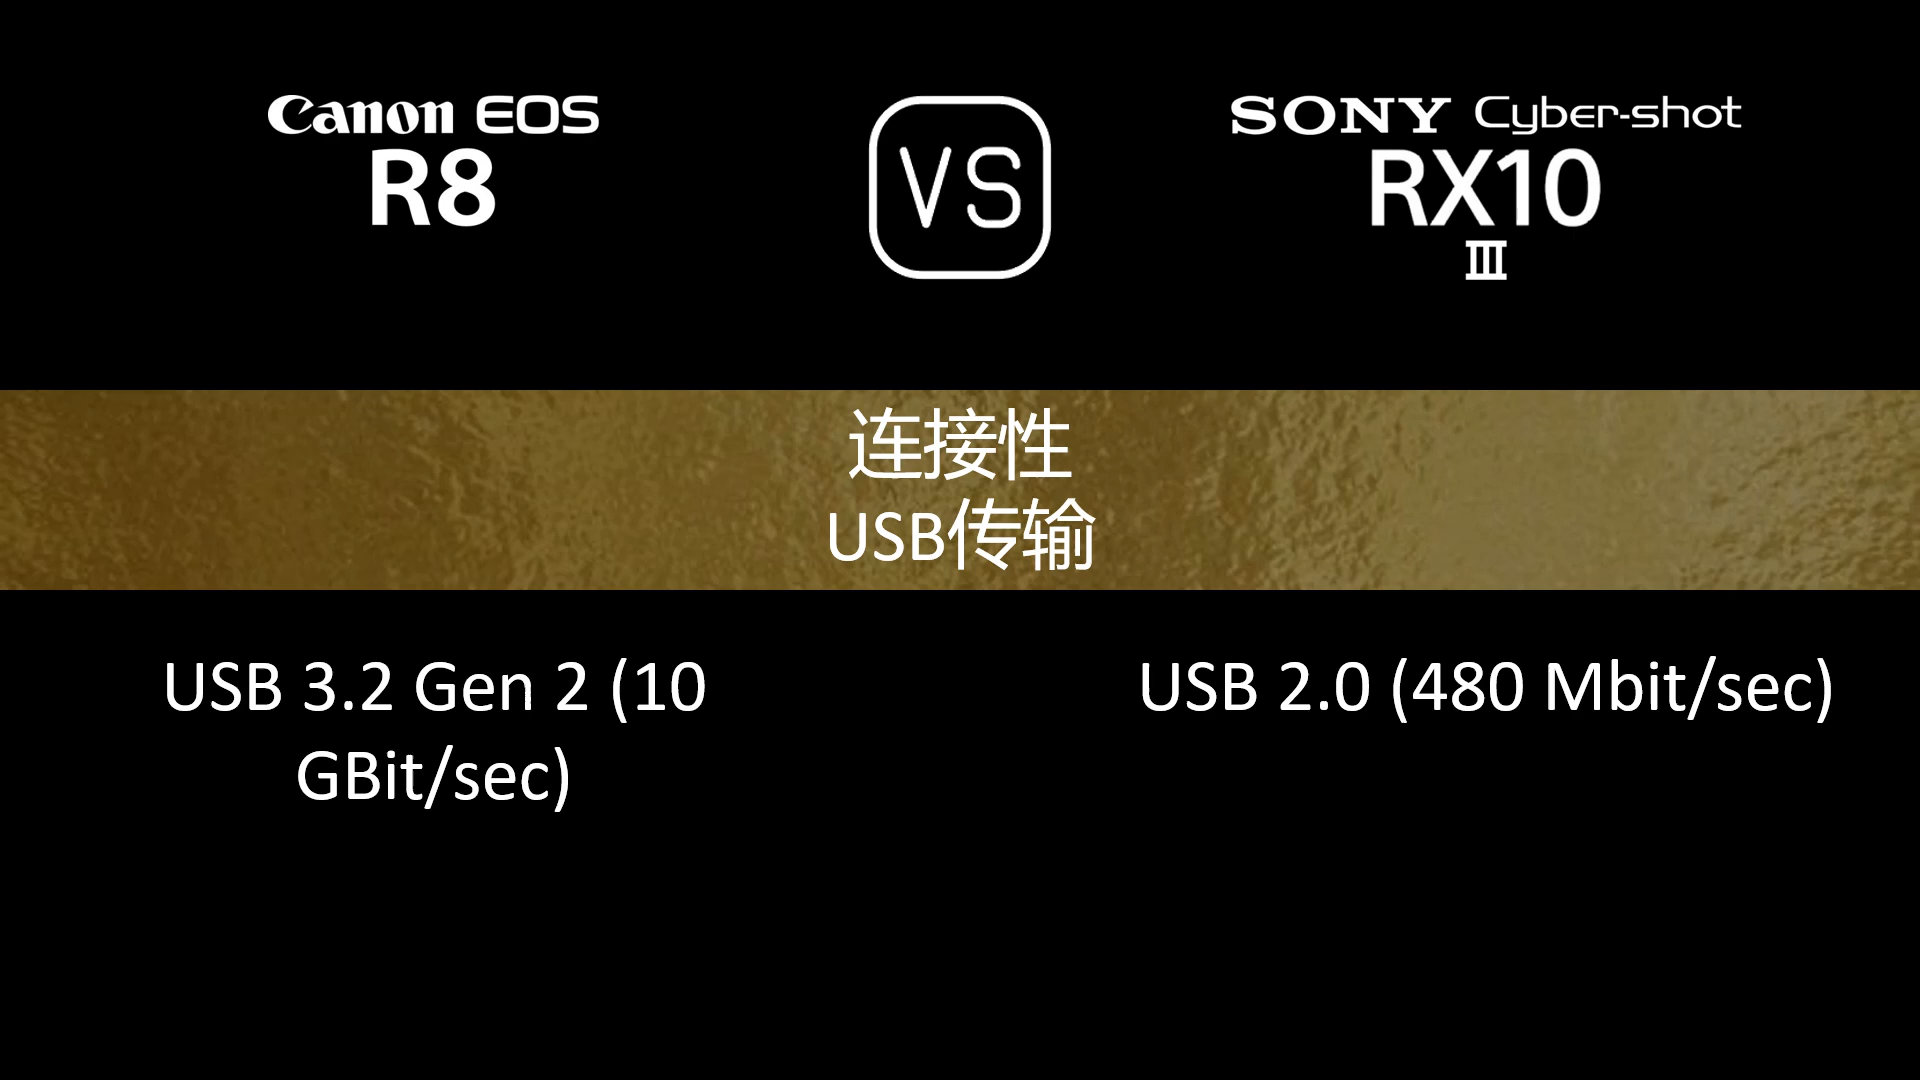 Canon EOS
R8
VS
SONY Cyber-shot
RX10
III
连接性
USB传输
USB 3.2 Gen 2 (10
GBit/sec)
USB 2.0 (480 Mbit/sec)